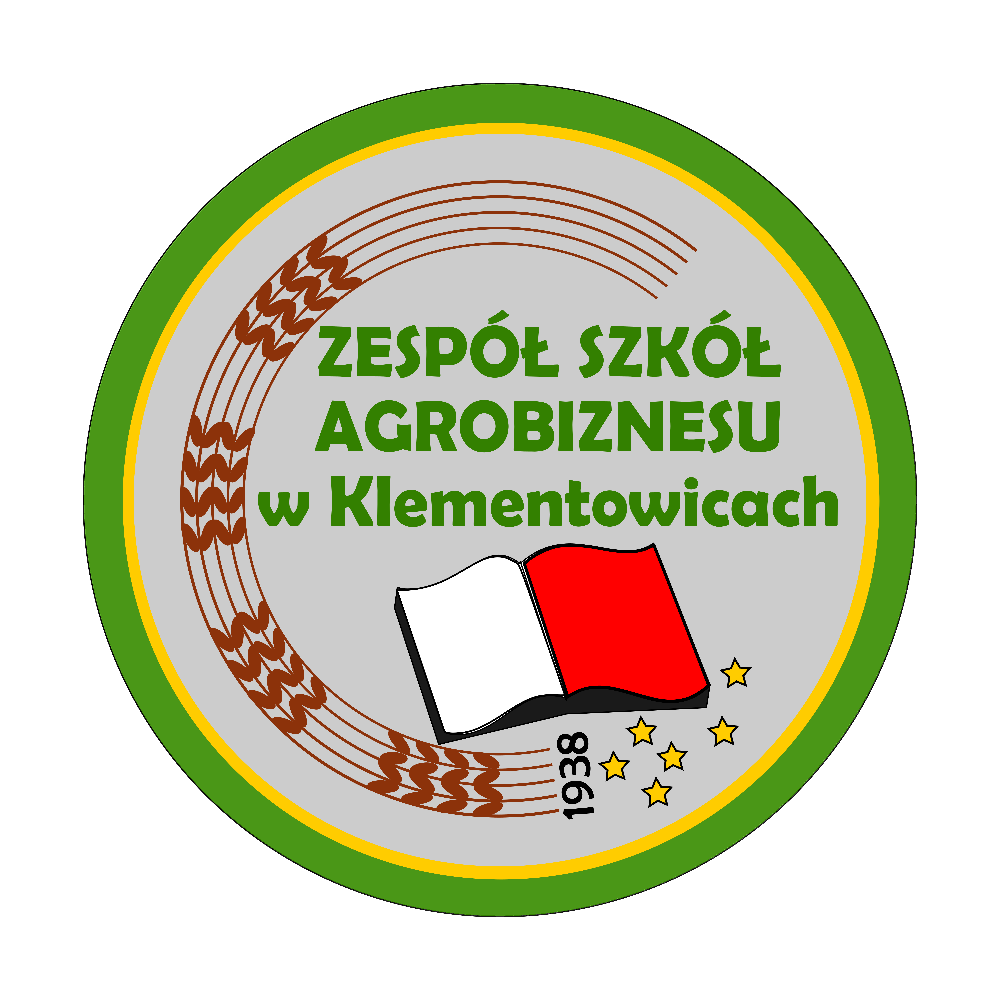 ZESPÓŁ SZKÓŁ
AGROBIZNESU
w Klementowicach
1938